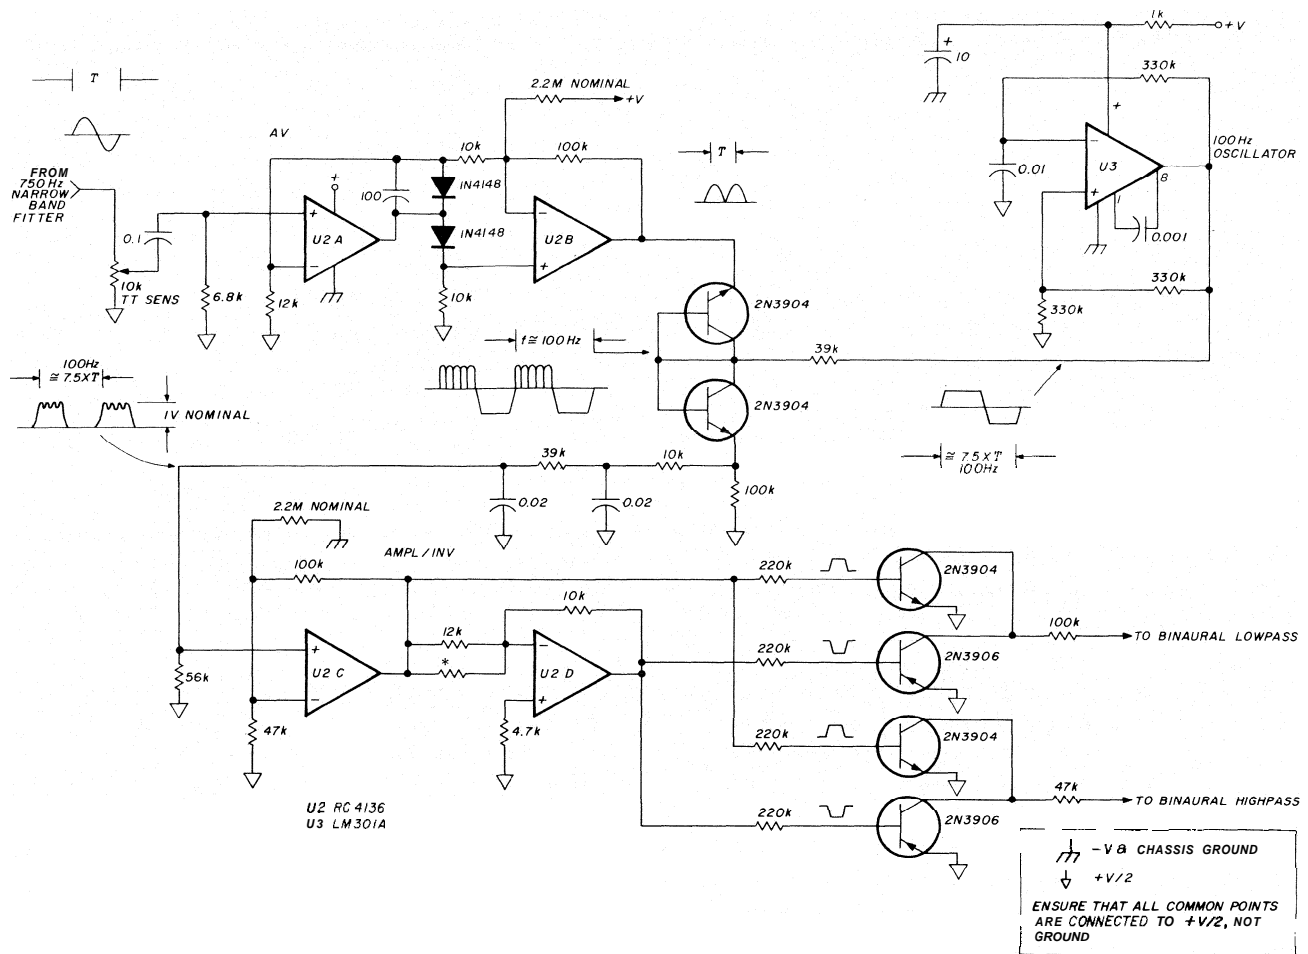 T
AV
FROM
750 Hz
NARROW
BAND
FITTER
0.1
10k
TT SENS
6.8k
12k
+
U2A
+
−
100
1N4148
1N4148
10k
10k
2.2M NOMINAL
+V
100k
−
U2B
+
T
10
+
1k
+V
330k
0.01
−
U3
+
+
1
8
0.001
100Hz
OSCILLATOR
330k
330k
2N3904
f≅100Hz
39k
2N3904
≅ 7.5 X T
100Hz
100Hz
≅ 7.5XT
1V NOMINAL
39k
10k
0.02
0.02
100k
2.2M NOMINAL
AMPL / INV
100k
+
U2 C
−
56k
47k
12k
*
10k
−
U2 D
+
4.7k
220k
2N3904
100k
TO BINAURAL LOWPASS
220k
2N3906
220k
2N3904
47k
TO BINAURAL HIGHPASS
220k
2N3906
U2 RC 4136
U3 LM301A
−V a CHASSIS GROUND
+V/2
ENSURE THAT ALL COMMON POINTS
ARE CONNECTED TO +V/2, NOT
GROUND